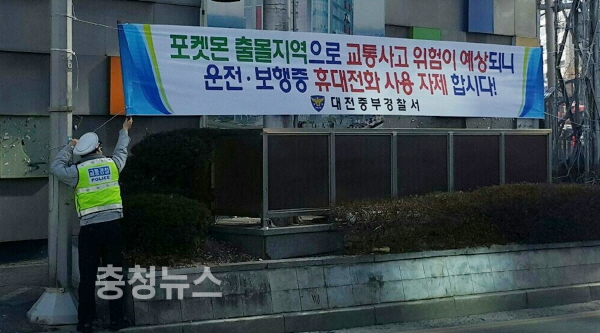 포켓몬 출몰지역으로 교통사고 위험이 예상되니
운전·보행중 휴대전화 사용 자제 합시다!
대전중부경찰서
교통경찰
POLICE
충청뉴스